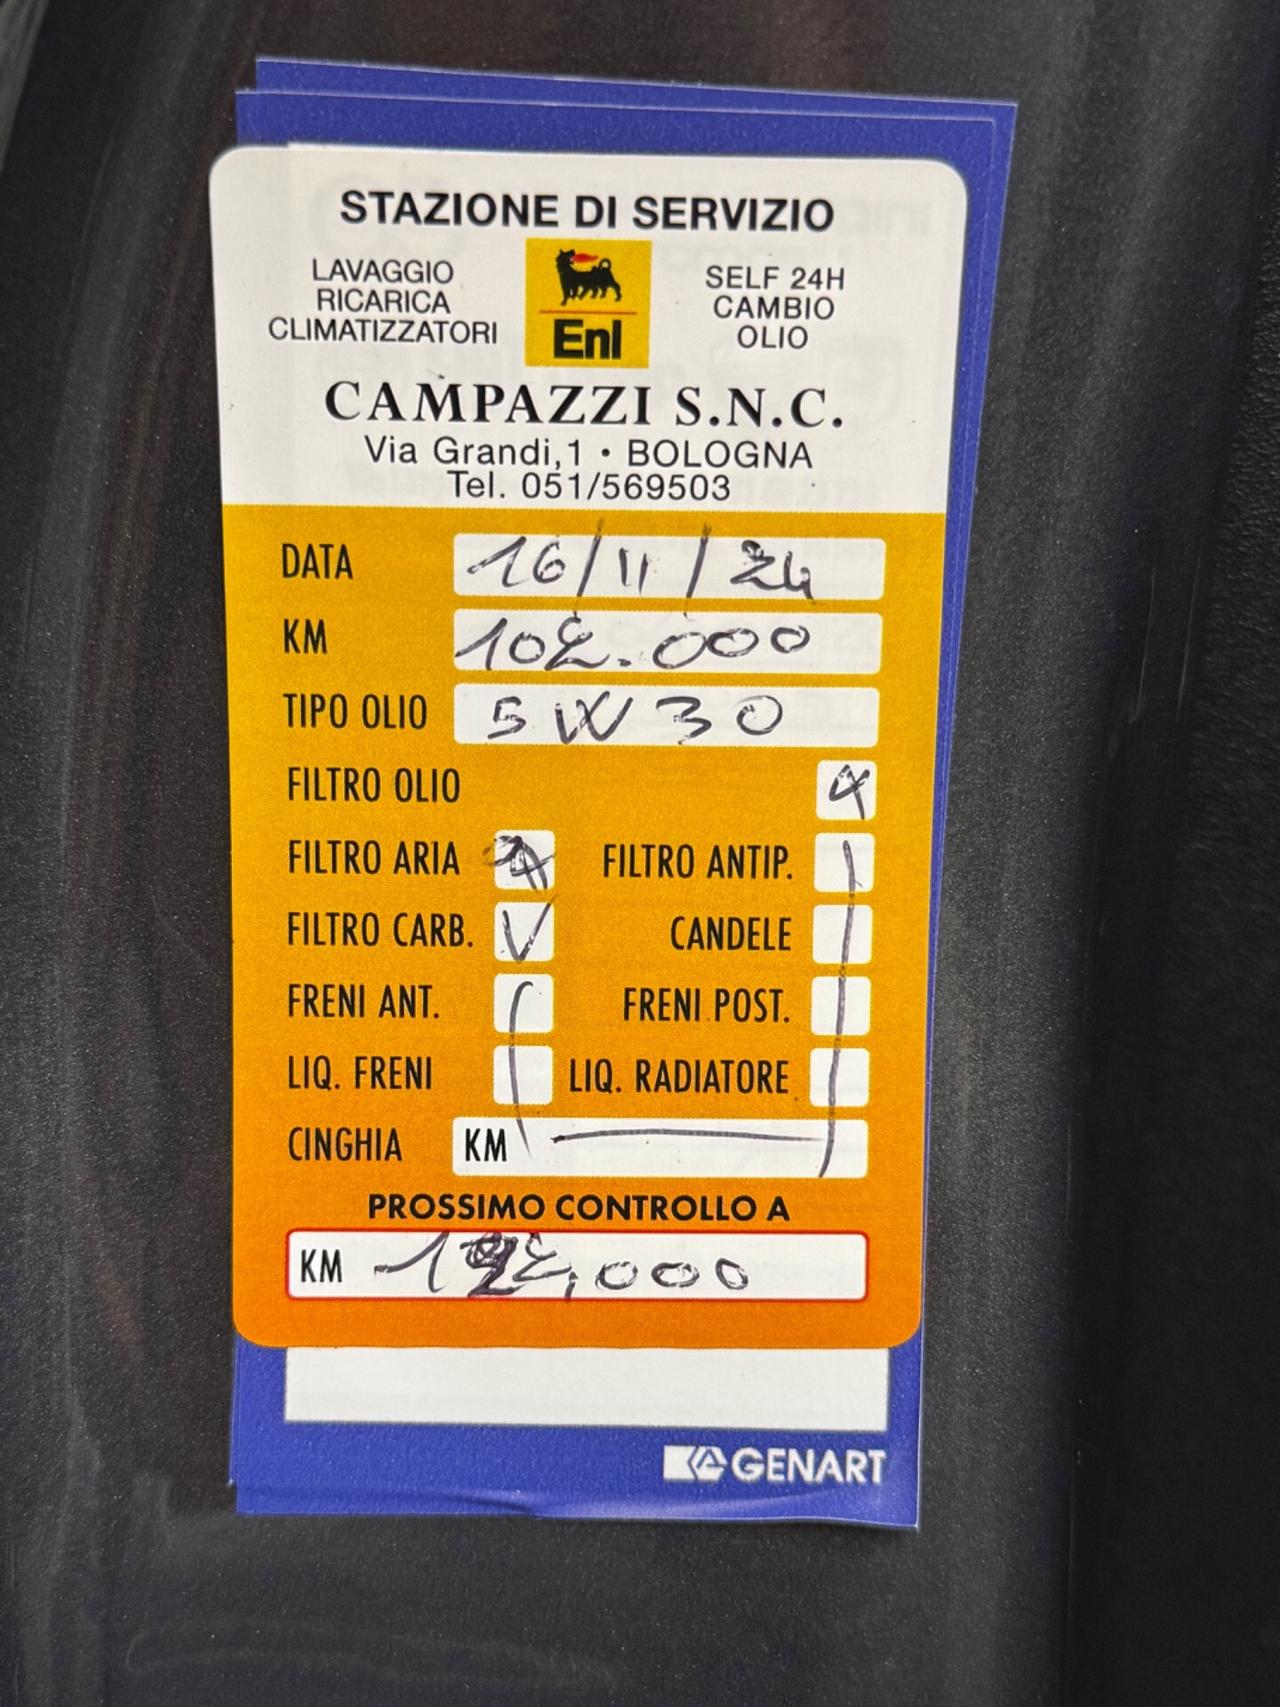 STAZIONE DI SERVIZIO
LAVAGGIO
RICARICA
CLIMATIZZATORI
EnI
SELF 24H
CAMBIO
OLIO
CAMPAZZI S.N.C.
Via Grandi,1 • BOLOGNA
Tel. 051/569503
DATA 16/11/24
KM 102.000
TIPO OLIO 5W30
FILTRO OLIO
FILTRO ARIA FILTRO ANTIP.
FILTRO CARB. V CANDELE
FRENI ANT. FRENI POST.
LIQ. FRENI LIQ. RADIATORE
CINGHIA KM
PROSSIMO CONTROLLO A
KM
GENART